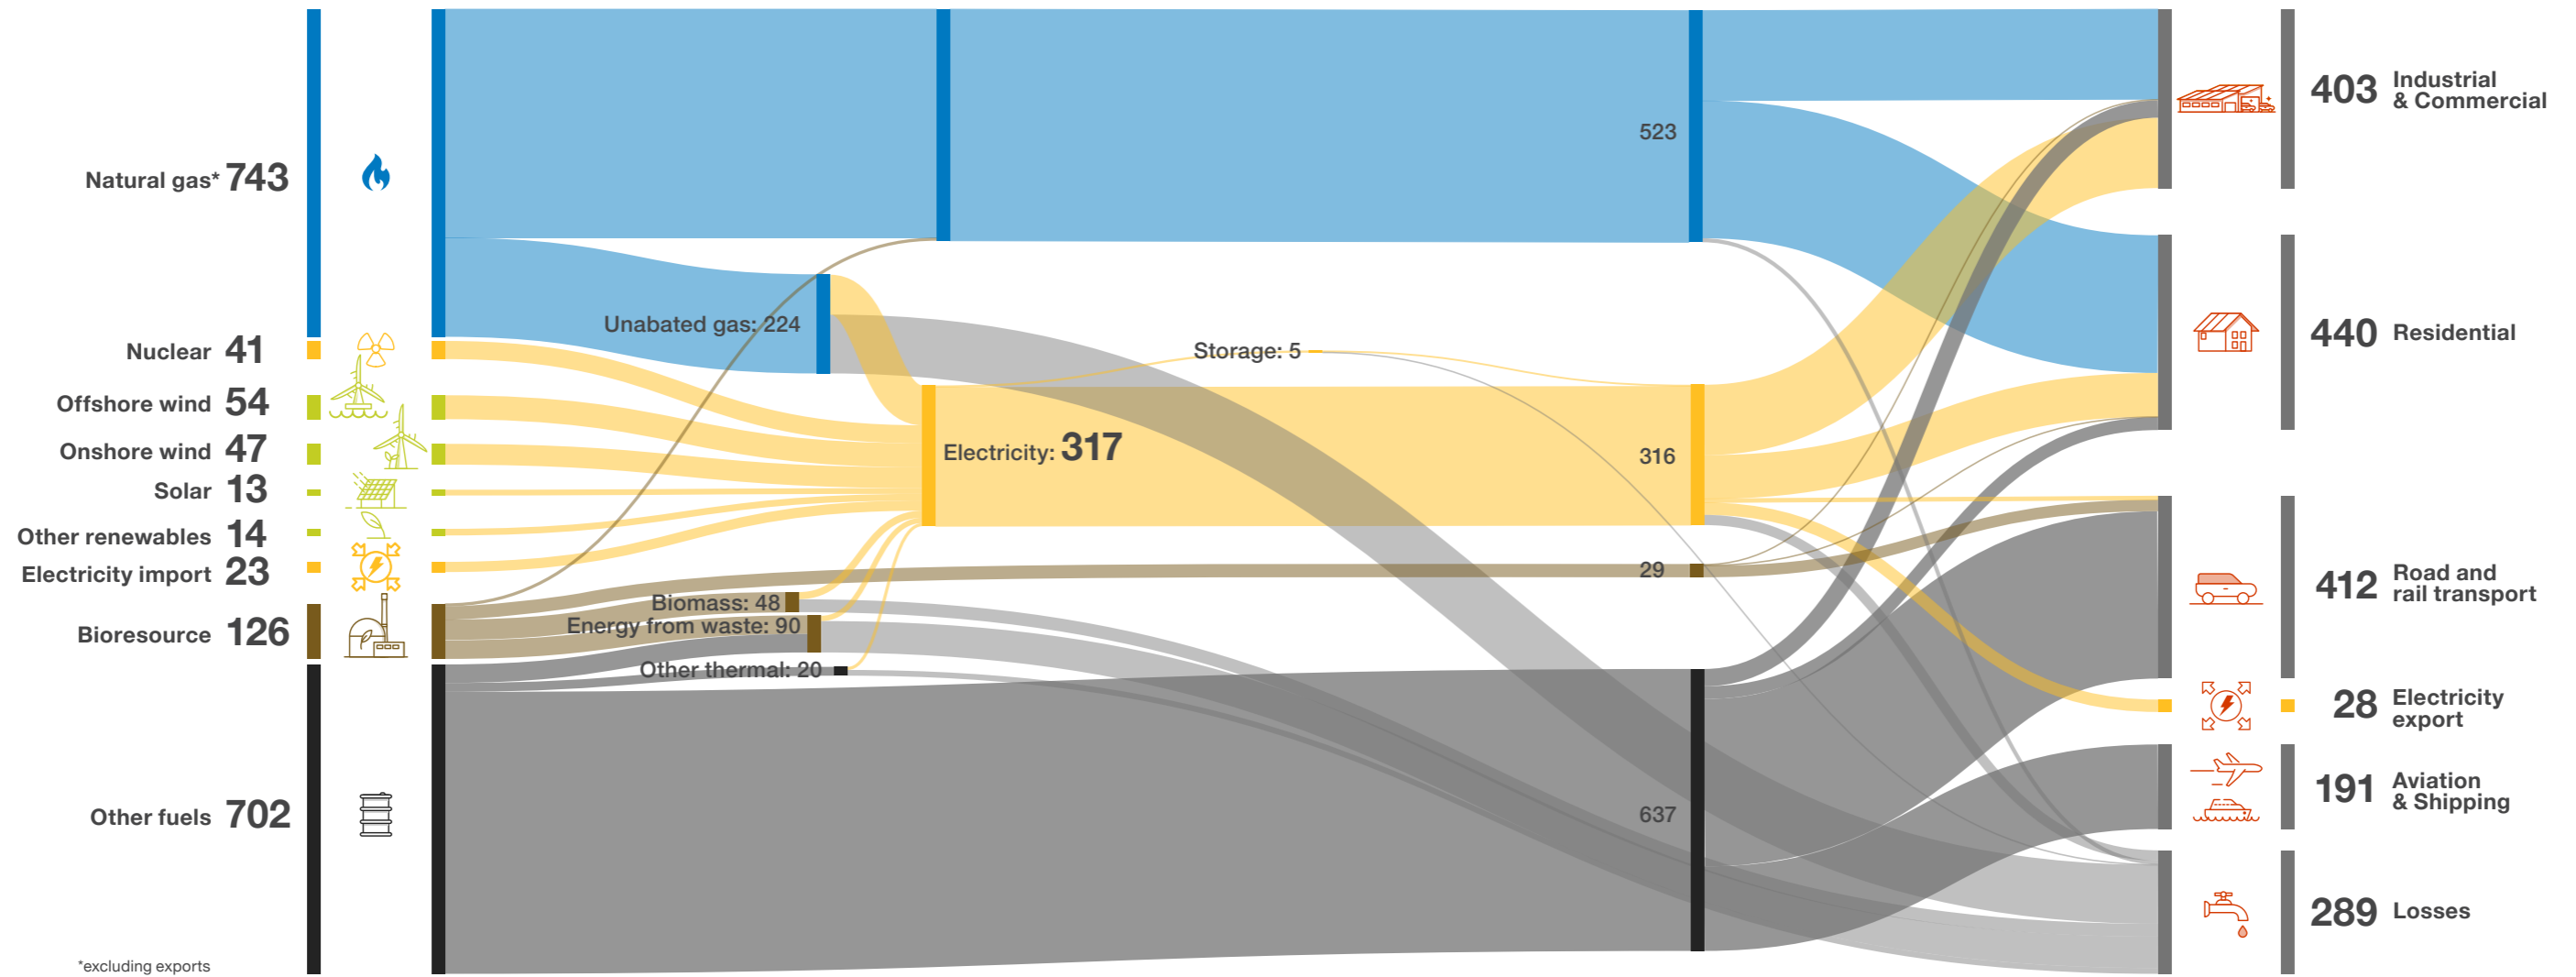 Natural gas* 743
Nuclear 41
Offshore wind 54
Onshore wind 47
Solar 13
Other renewables 14
Electricity import 23
Bioresource 126
Other fuels 702
*excluding exports
Unabated gas: 224
Biomass: 48
Energy from waste: 90
Other thermal: 20
Electricity: 317
Storage: 5
523
316
29
637
403 Industrial
& Commercial
440 Residential
412 Road and
rail transport
28 Electricity
export
191 Aviation
& Shipping
289 Losses